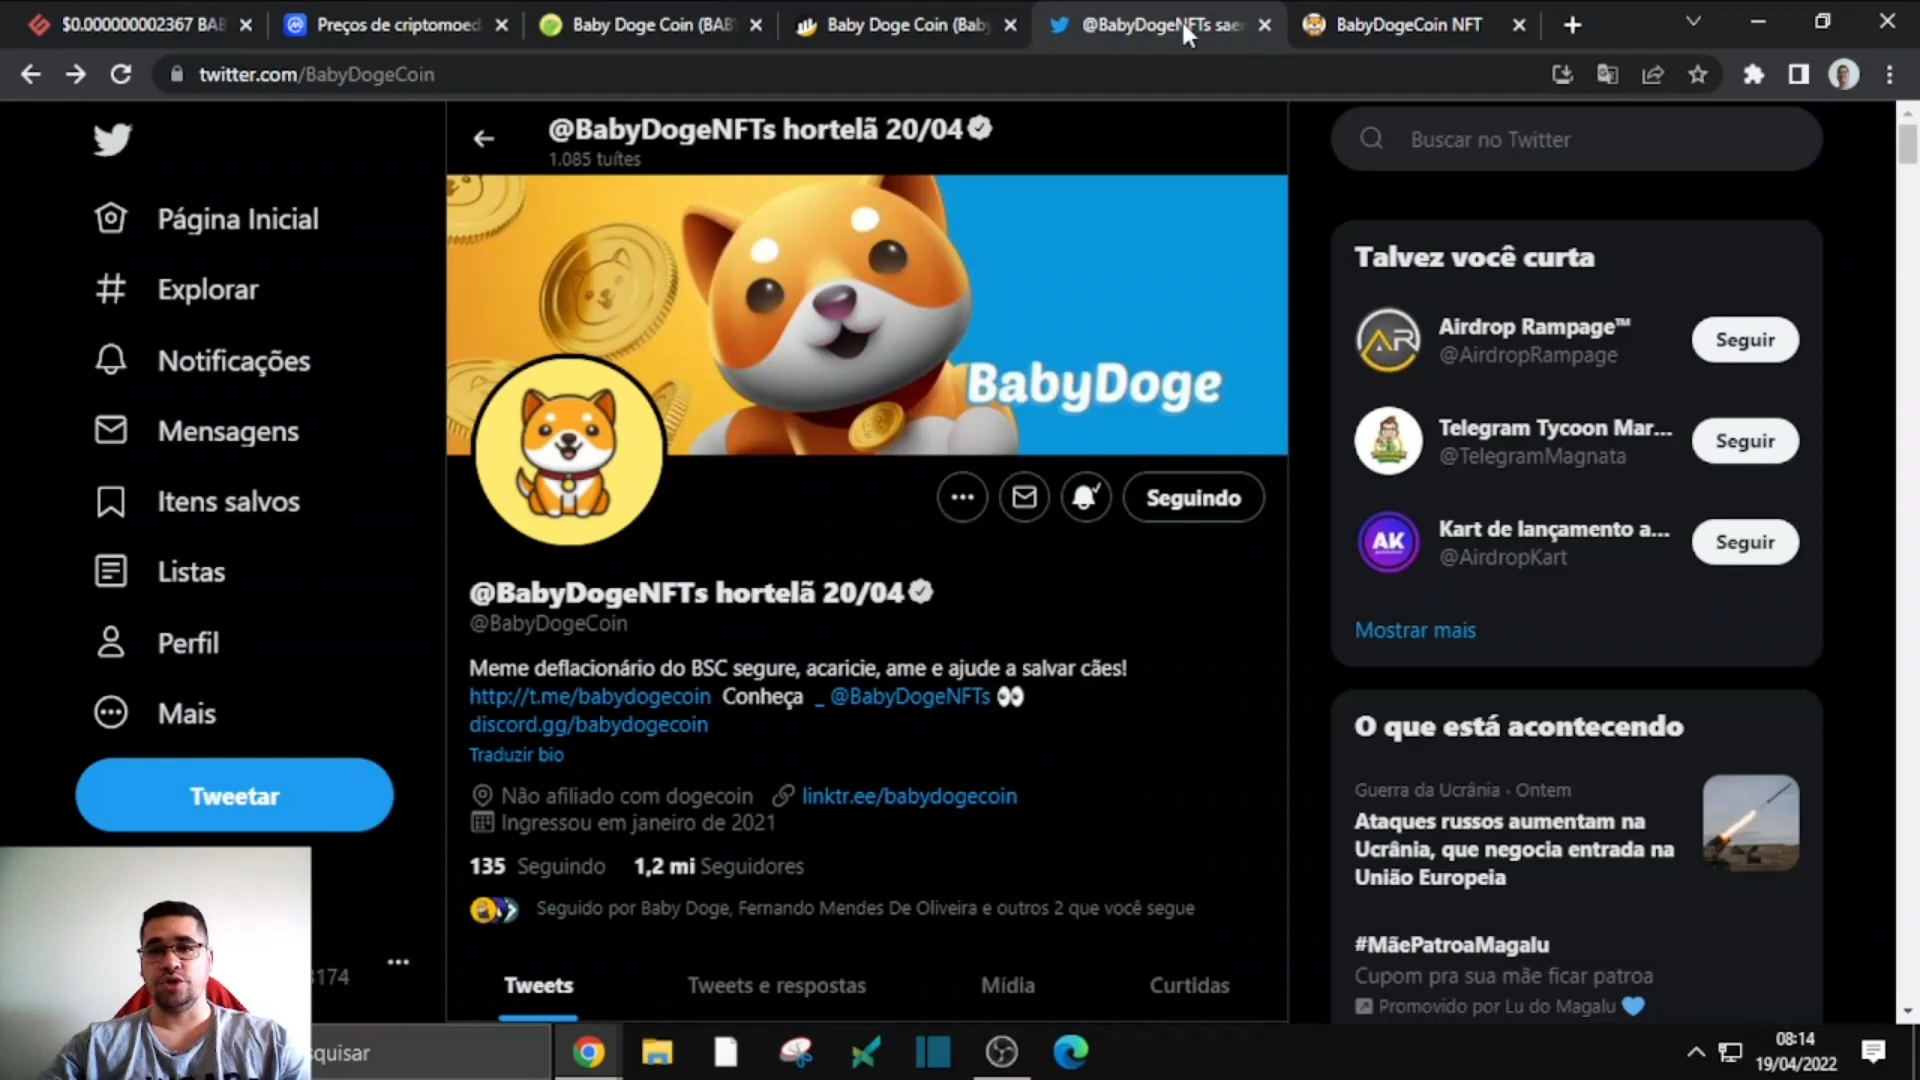 $0.000000002367 BAB
Preços de criptomoed
Baby Doge Coin (BAB
Baby Doge Coin (Baby
@BabyDogeNFTs sae
BabyDogeCoin NFT
twitter.com/BabyDogeCoin
@BabyDogeNFTs hortelã 20/04
1.085 tuítes
Buscar no Twitter
Página Inicial
Explorar
Notificações
Mensagens
Itens salvos
Listas
Perfil
Mais
Tweetar
3174
BabyDoge
Seguindo
@BabyDogeNFTs hortelã 20/04
@BabyDogeCoin
Meme deflacionário do BSC segure, acaricie, ame e ajude a salvar cães!
http://t.me/babydogecoin Conheça _ @BabyDogeNFTs 👀
discord.gg/babydogecoin
Traduzir bio
Não afiliado com dogecoin linktr.ee/babydogecoin
Ingressou em janeiro de 2021
135 Seguindo 1,2 mi Seguidores
Seguido por Baby Doge, Fernando Mendes De Oliveira e outros 2 que você segue
Tweets Tweets e respostas Mídia Curtidas
Talvez você curta
Airdrop Rampage™
@AirdropRampage
Seguir
Telegram Tycoon Mar...
@TelegramMagnata
Seguir
AK
Kart de lançamento a...
@AirdropKart
Seguir
Mostrar mais
O que está acontecendo
Guerra da Ucrânia · Ontem
Ataques russos aumentam na
Ucrânia, que negocia entrada na
União Europeia
#MãePatroaMagalu
Cupom pra sua mãe ficar patroa
Promovido por Lu do Magalu 💙
squisar
08:14
19/04/2022